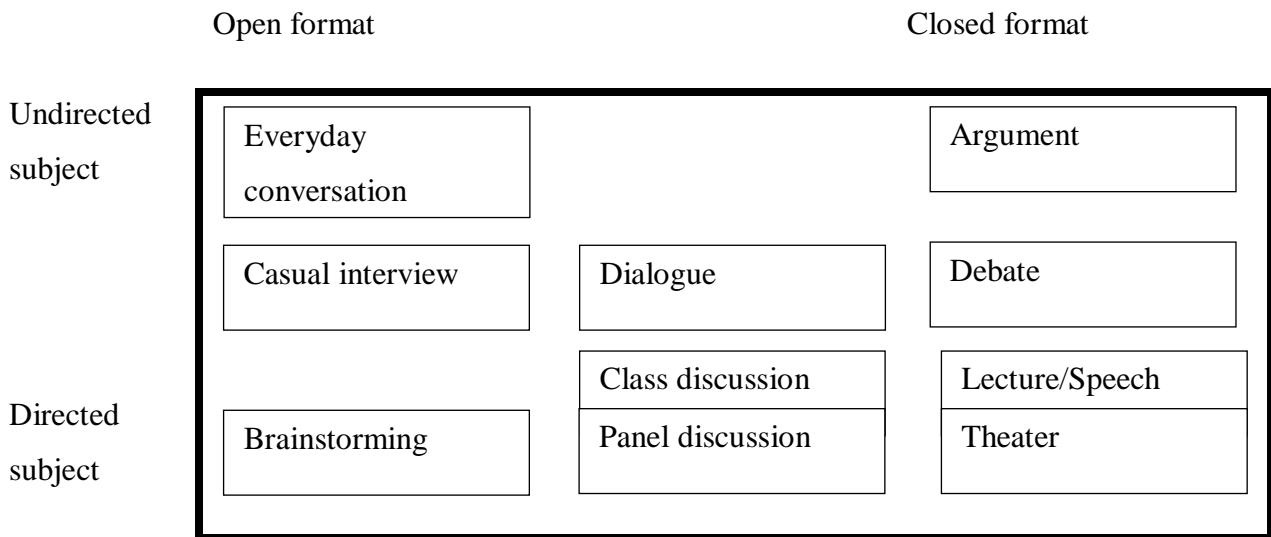 Open format
Closed format
Undirected
subject
Everyday
conversation
Argument
Casual interview
Dialogue
Debate
Class discussion
Lecture/Speech
Directed
subject
Brainstorming
Panel discussion
Theater